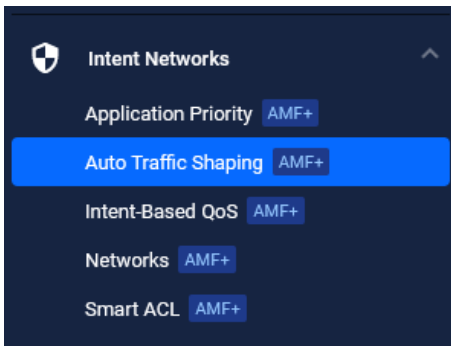 Intent Networks
Application Priority AMF+
Auto Traffic Shaping AMF+
Intent-Based QoS AMF+
Networks AMF+
Smart ACL AMF+